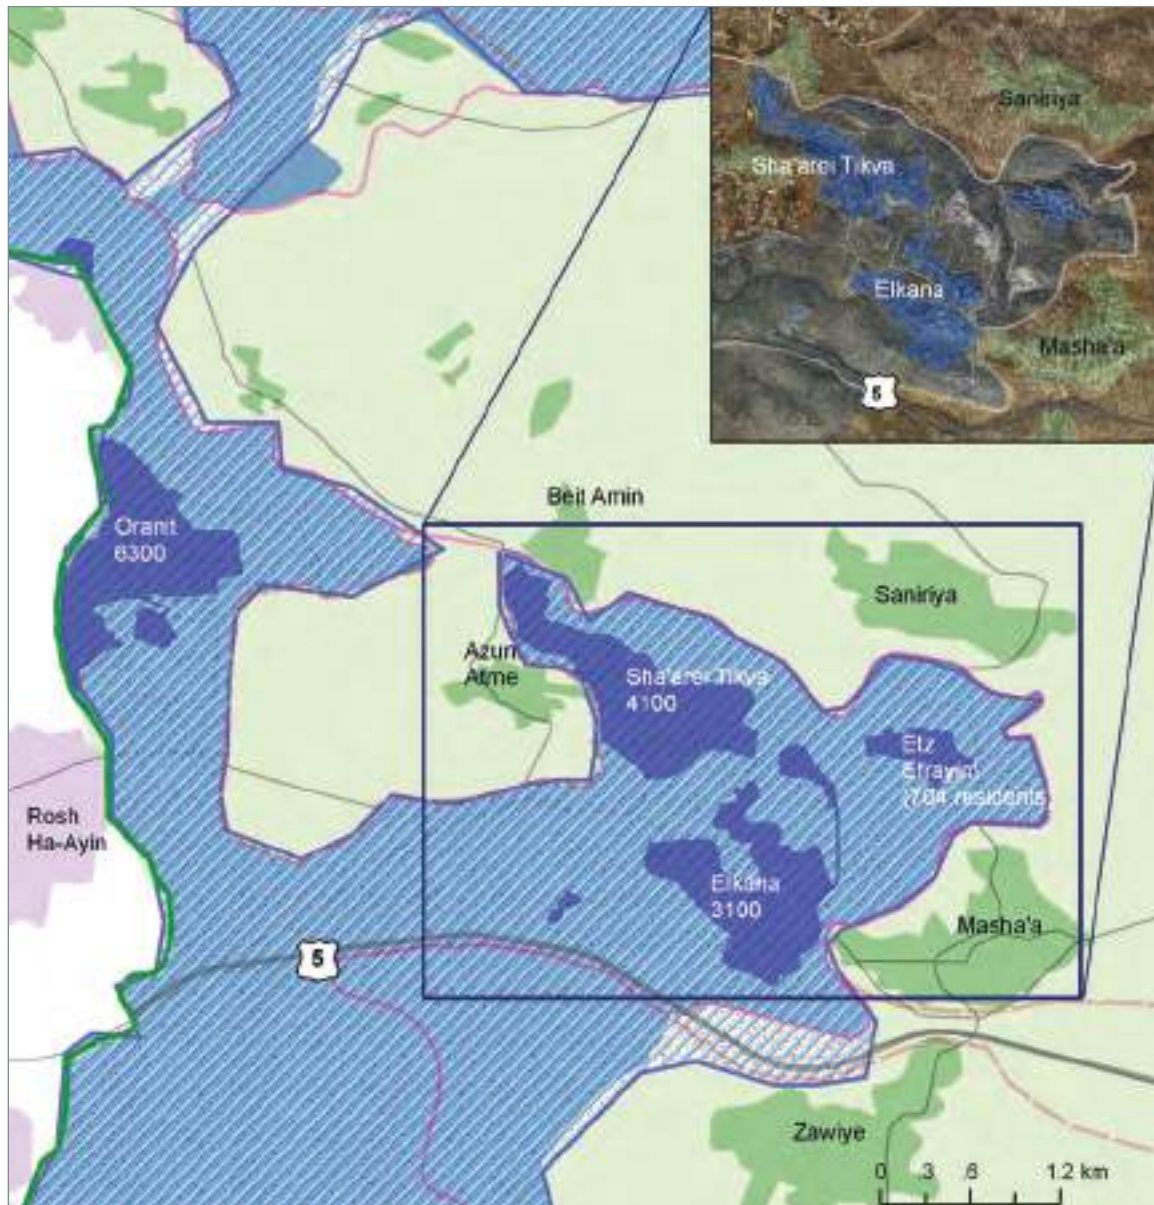 Saniriya
Sha'arei Tikva
Elkana
Masha'a
5
Beit Amin
Oranit
6300
Saniriya
Azun
Atme
Sha'arei Tikva
4100
Etz
Efrayim
(704 residents)
Rosh
Ha-Ayin
Elkana
3100
Masha'a
5
Zawiye
0 .3 .6 1.2 km